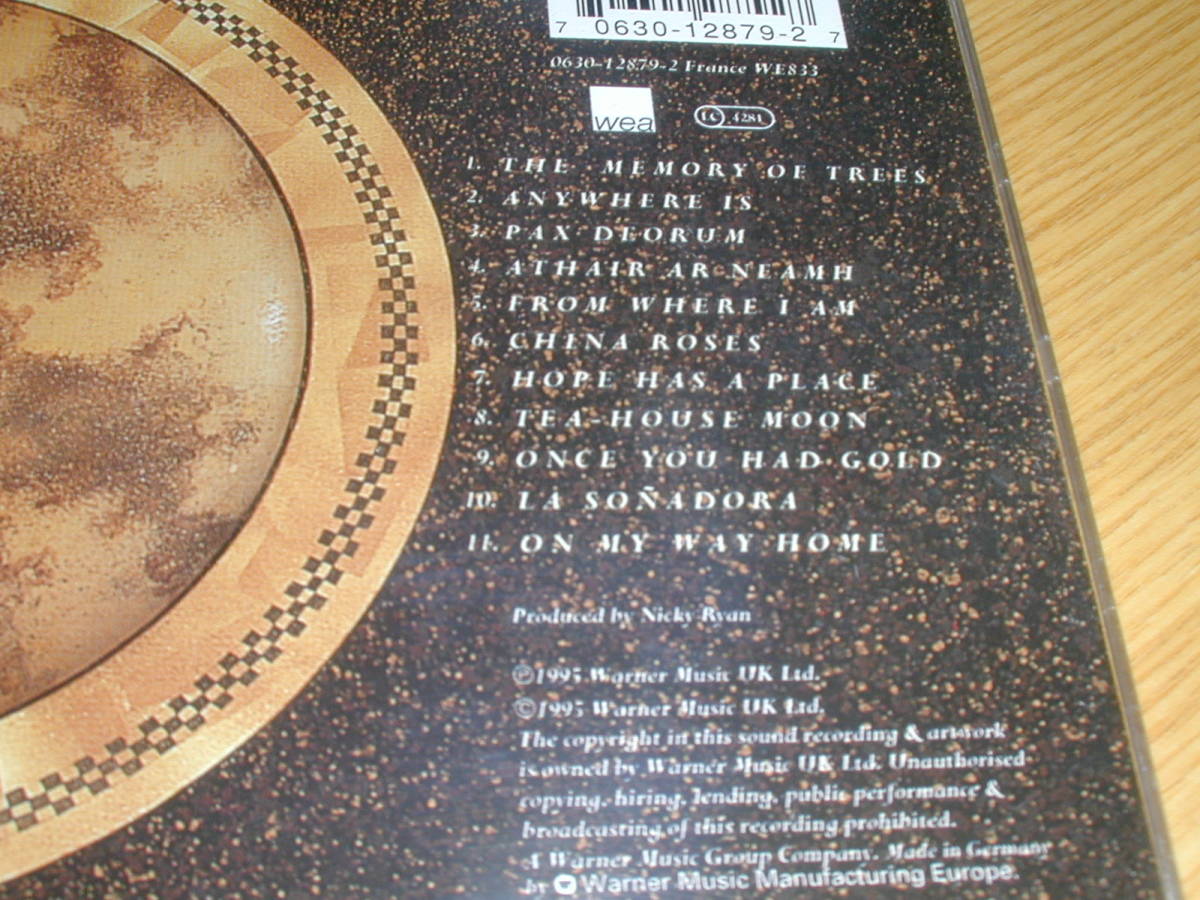 7 0630-12879-2 7
0630-12879-2 France WE833
wea
LC 4281
1. THE MEMORY OF TREES
2. ANYWHERE IS
3. PAX DEORUM
4. ATHAIR AR NEAMH
5. FROM WHERE I AM
6. CHINA ROSES
7. HOPE HAS A PLACE
8. TEA-HOUSE MOON
9. ONCE YOU HAD GOLD
10. LA SOÑADORA
11. ON MY WAY HOME
Produced by Nicky Ryan
℗1995 Warner Music UK Ltd.
©1995 Warner Music UK Ltd.
The copyright in this sound recording & artwork
is owned by Warner Music UK Ltd. Unauthorised
copying, hiring, lending, public performance &
broadcasting of this recording prohibited.
A Warner Music Group Company. Made in Germany
by Warner Music Manufacturing Europe.